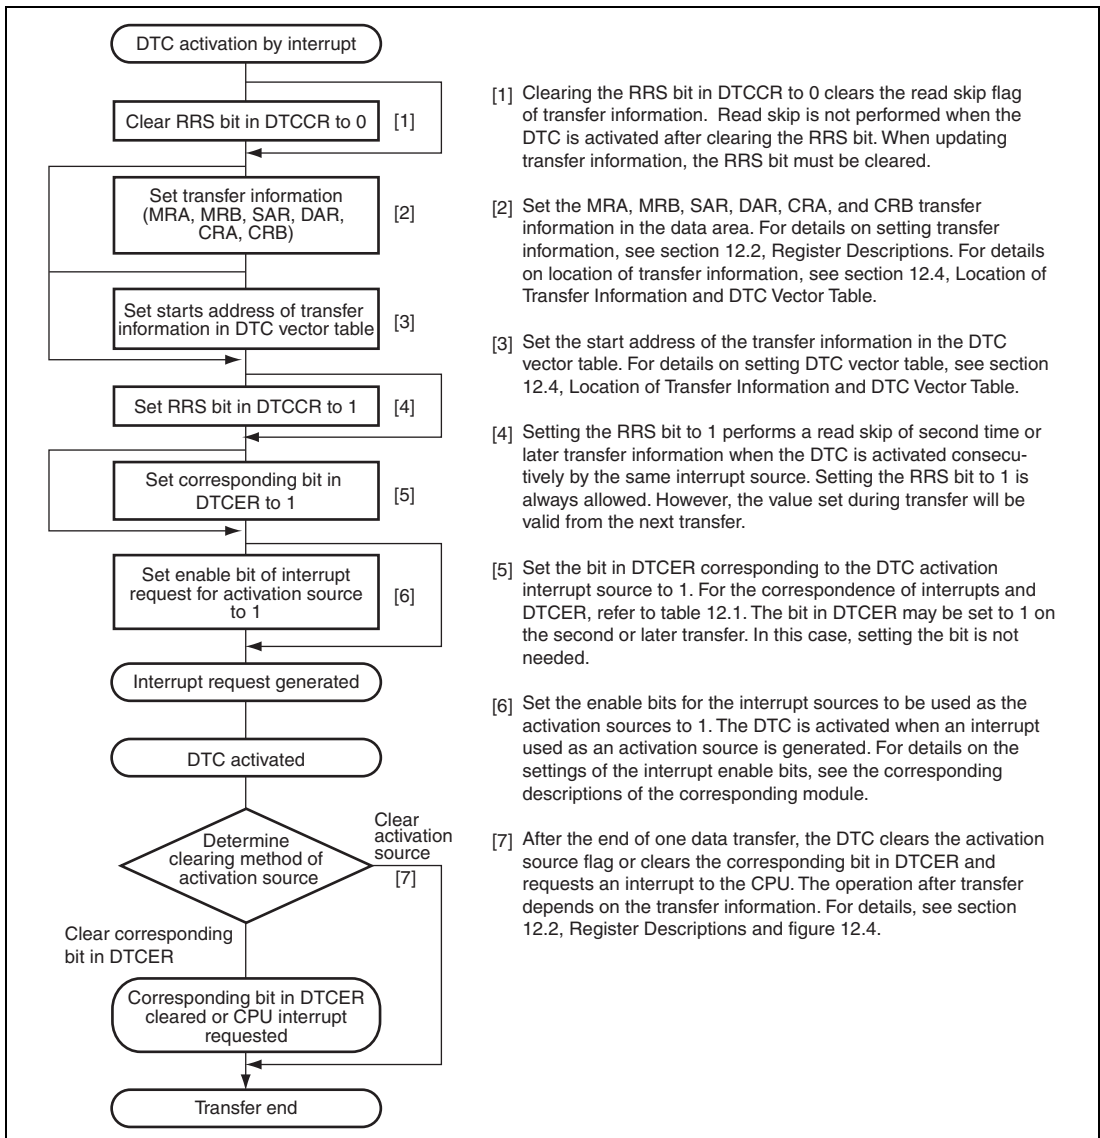 DTC activation by interrupt
Clear RRS bit in DTCCR to 0
[1]
Set transfer information
(MRA, MRB, SAR, DAR,
CRA, CRB)
[2]
Set starts address of transfer
information in DTC vector table
[3]
Set RRS bit in DTCCR to 1
[4]
Set corresponding bit in
DTCER to 1
[5]
Set enable bit of interrupt
request for activation source
to 1
[6]
Interrupt request generated
DTC activated
Determine
clearing method of
activation source
Clear
activation
source
[7]
Clear corresponding
bit in DTCER
Corresponding bit in DTCER
cleared or CPU interrupt
requested
Transfer end
[1] Clearing the RRS bit in DTCCR to 0 clears the read skip flag
of transfer information. Read skip is not performed when the
DTC is activated after clearing the RRS bit. When updating
transfer information, the RRS bit must be cleared.
[2] Set the MRA, MRB, SAR, DAR, CRA, and CRB transfer
information in the data area. For details on setting transfer
information, see section 12.2, Register Descriptions. For details
on location of transfer information, see section 12.4, Location of
Transfer Information and DTC Vector Table.
[3] Set the start address of the transfer information in the DTC
vector table. For details on setting DTC vector table, see section
12.4, Location of Transfer Information and DTC Vector Table.
[4] Setting the RRS bit to 1 performs a read skip of second time or
later transfer information when the DTC is activated consecu-
tively by the same interrupt source. Setting the RRS bit to 1 is
always allowed. However, the value set during transfer will be
valid from the next transfer.
[5] Set the bit in DTCER corresponding to the DTC activation
interrupt source to 1. For the correspondence of interrupts and
DTCER, refer to table 12.1. The bit in DTCER may be set to 1 on
the second or later transfer. In this case, setting the bit is not
needed.
[6] Set the enable bits for the interrupt sources to be used as the
activation sources to 1. The DTC is activated when an interrupt
used as an activation source is generated. For details on the
settings of the interrupt enable bits, see the corresponding
descriptions of the corresponding module.
[7] After the end of one data transfer, the DTC clears the activation
source flag or clears the corresponding bit in DTCER and
requests an interrupt to the CPU. The operation after transfer
depends on the transfer information. For details, see section
12.2, Register Descriptions and figure 12.4.